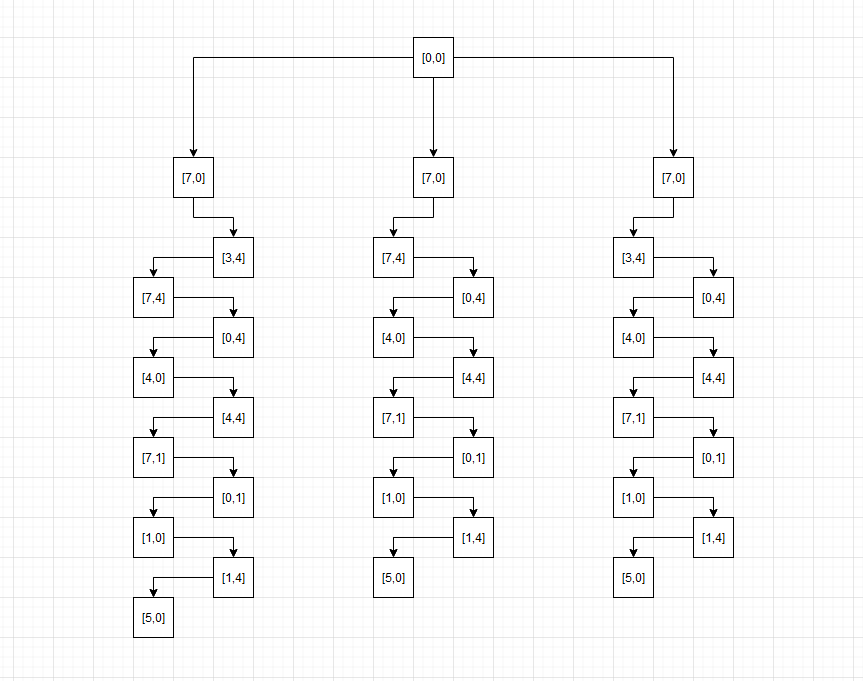 [0,0]
[7,0] [7,0] [7,0]
[3,4] [7,4] [3,4]
[7,4] [0,4] [0,4]
[0,4] [4,0] [4,0]
[4,0] [4,4] [4,4]
[4,4] [7,1] [7,1]
[7,1] [0,1] [0,1]
[0,1] [1,0] [1,0]
[1,0] [1,4] [1,4]
[1,4] [5,0] [5,0]
[5,0]